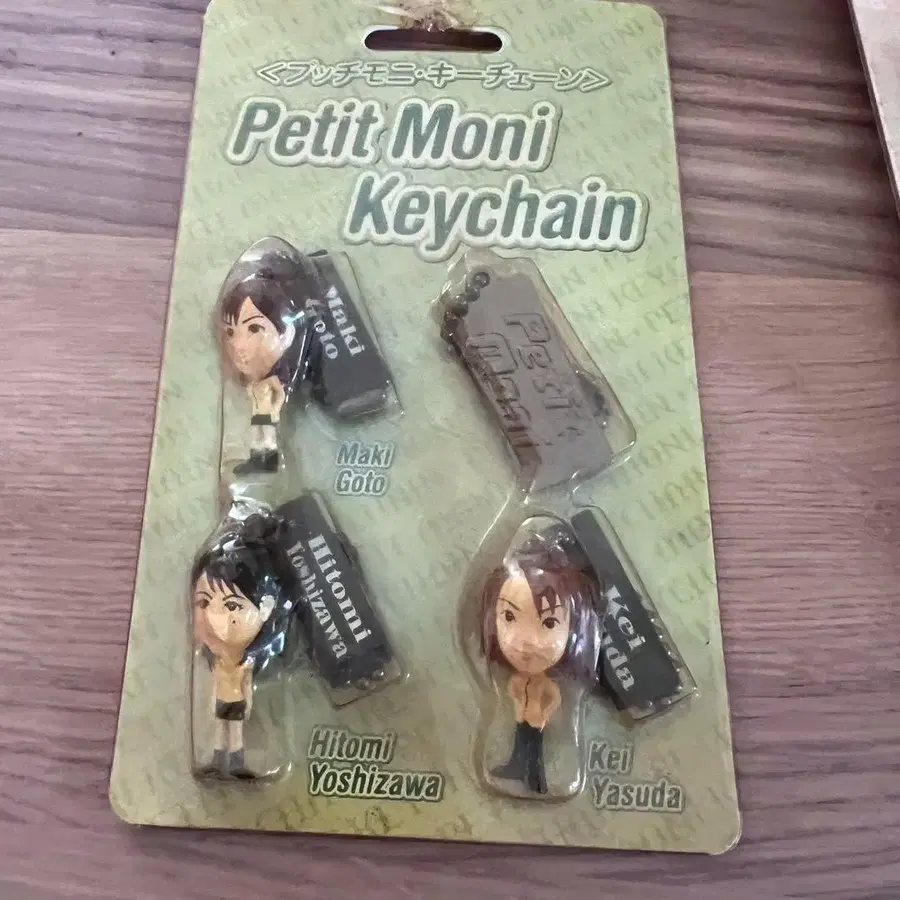 <プッチモニ・キーチェーン>
Petit Moni
Keychain
Maki
Goto
Petit
Moni
Maki
Goto
Hitomi
Yoshizawa
Kei
Hitomi
Yoshizawa
Kei
Yasuda